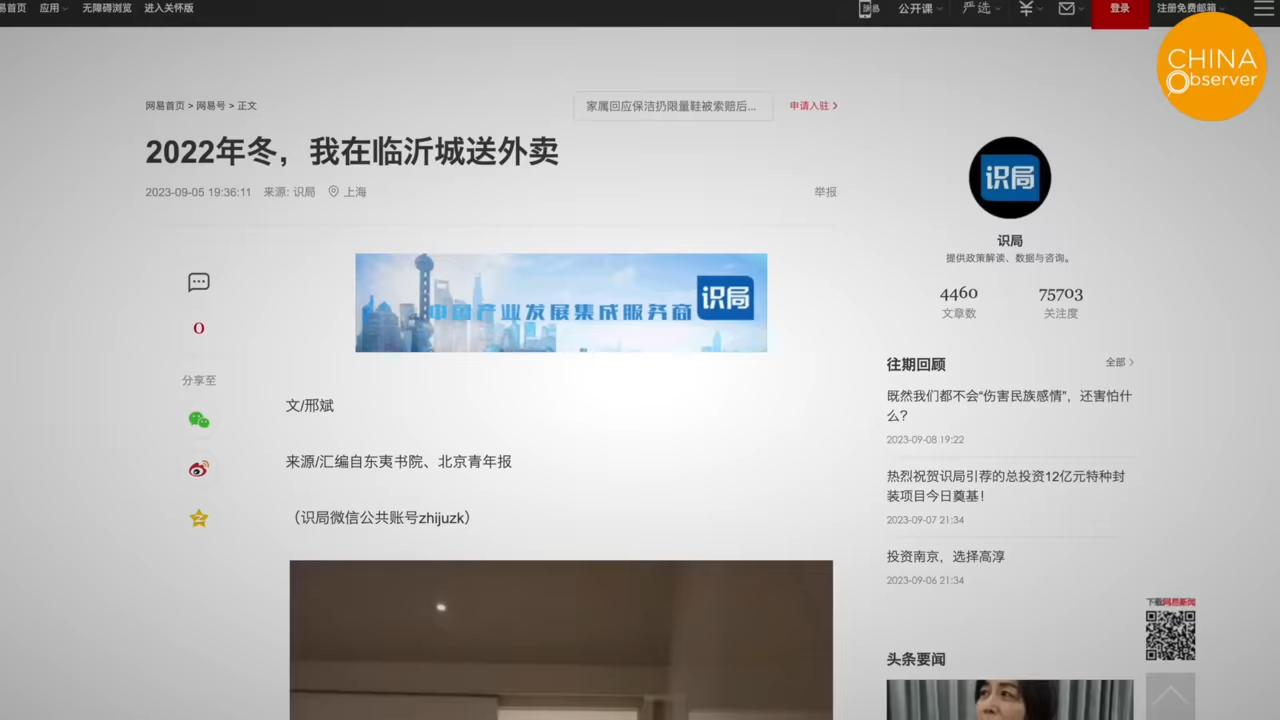 易首页 应用 无障碍浏览 进入关怀版
公开课 严选 登录 注册免费邮箱
CHINA
Observer
网易首页 > 网易号 > 正文
家属回应保洁扔限量鞋被索赔后...
申请入驻 >
2022年冬，我在临沂城送外卖
2023-09-05 19:36:11 来源: 识局 上海
举报
识局
识局
提供政策解读、数据与咨询。
4460
75703
文章数
关注度
中国产业发展集成服务商
识局
0
分享至
往期回顾
全部 >
既然我们都不会“伤害民族感情”，还害怕什
么？
2023-09-08 19:22
文/邢斌
来源/汇编自东夷书院、北京青年报
热烈祝贺识局引荐的总投资12亿元特种封
装项目今日奠基！
2023-09-07 21:34
（识局微信公共账号zhijuzk）
投资南京，选择高淳
2023-09-06 21:34
下载网易新闻
头条要闻